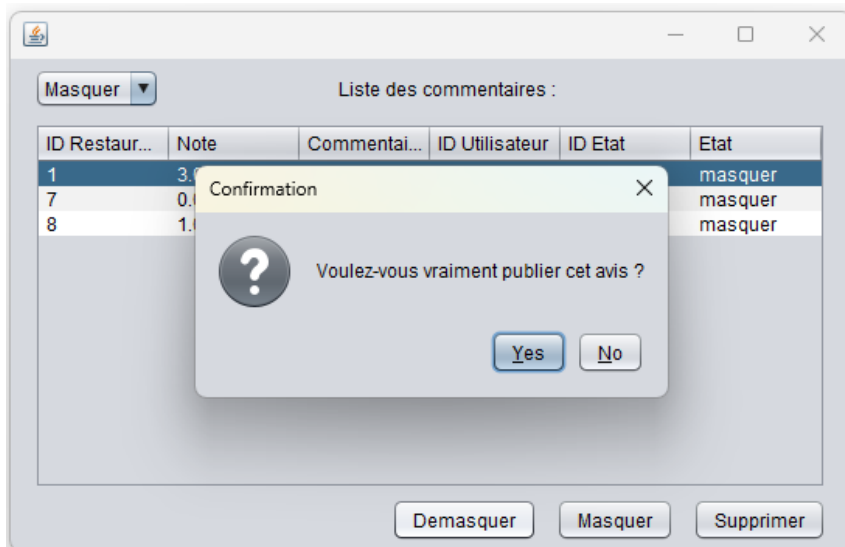 Masquer Liste des commentaires :
ID Restaur... Note Commentai... ID Utilisateur ID Etat Etat
1 masquer
7 masquer
8 masquer
Confirmation
Voulez-vous vraiment publier cet avis ?
Yes No
Demasquer Masquer Supprimer